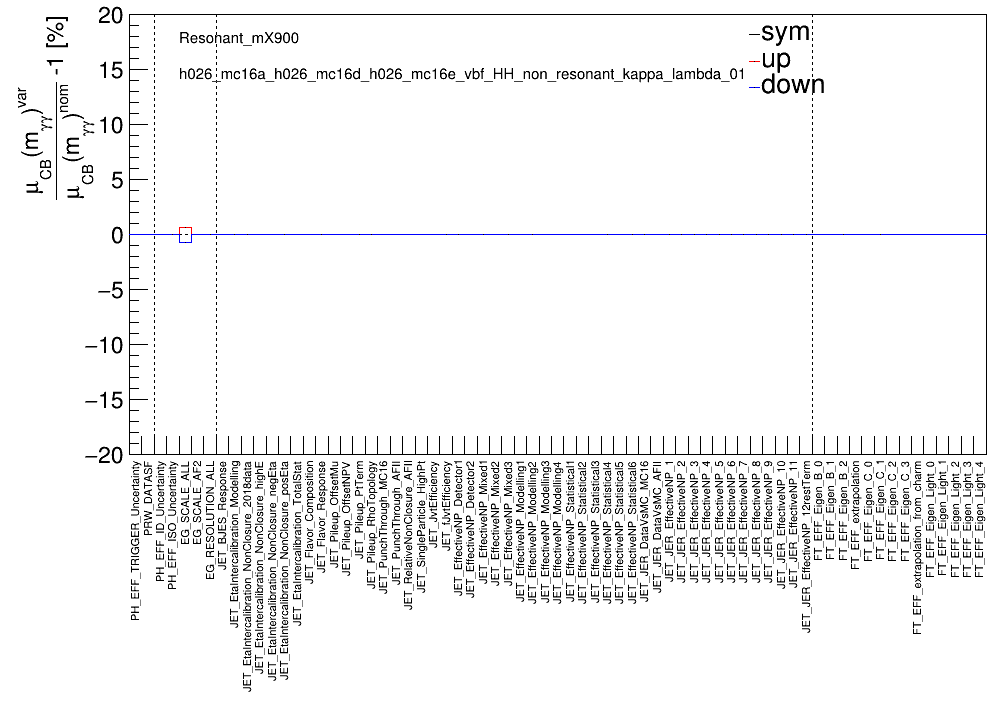 μ_CB(m_γγ)^var
μ_CB(m_γγ)^nom -1 [%]
20
15
10
5
0
−5
−10
−15
−20
Resonant_mX900
h026_mc16a_h026_mc16d_h026_mc16e_vbf_HH_non_resonant_kappa_lambda_01
sym
up
down
PH_EFF_TRIGGER_Uncertainty
PRW_DATASF
PH_EFF_ID_Uncertainty
PH_EFF_ISO_Uncertainty
EG_SCALE_ALL
EG_SCALE_AF2
EG_RESOLUTION_ALL
JET_BJES_Response
JET_EtaIntercalibration_Modelling
JET_EtaIntercalibration_NonClosure_2018data
JET_EtaIntercalibration_NonClosure_highE
JET_EtaIntercalibration_NonClosure_negEta
JET_EtaIntercalibration_NonClosure_posEta
JET_EtaIntercalibration_TotalStat
JET_Flavor_Composition
JET_Flavor_Response
JET_Pileup_OffsetMu
JET_Pileup_OffsetNPV
JET_Pileup_PtTerm
JET_Pileup_RhoTopology
JET_PunchThrough_MC16
JET_PunchThrough_AFII
JET_RelativeNonClosure_AFII
JET_SingleParticle_HighPt
JET_JvtEfficiency
JET_fJvtEfficiency
JET_EffectiveNP_Detector1
JET_EffectiveNP_Detector2
JET_EffectiveNP_Mixed1
JET_EffectiveNP_Mixed2
JET_EffectiveNP_Mixed3
JET_EffectiveNP_Modelling1
JET_EffectiveNP_Modelling2
JET_EffectiveNP_Modelling3
JET_EffectiveNP_Modelling4
JET_EffectiveNP_Statistical1
JET_EffectiveNP_Statistical2
JET_EffectiveNP_Statistical3
JET_EffectiveNP_Statistical4
JET_EffectiveNP_Statistical5
JET_EffectiveNP_Statistical6
JET_JER_DataVsMC_MC16
JET_JER_DataVsMC_AFII
JET_JER_EffectiveNP_1
JET_JER_EffectiveNP_2
JET_JER_EffectiveNP_3
JET_JER_EffectiveNP_4
JET_JER_EffectiveNP_5
JET_JER_EffectiveNP_6
JET_JER_EffectiveNP_7
JET_JER_EffectiveNP_8
JET_JER_EffectiveNP_9
JET_JER_EffectiveNP_10
JET_JER_EffectiveNP_11
JET_JER_EffectiveNP_12restTerm
FT_EFF_Eigen_B_0
FT_EFF_Eigen_B_1
FT_EFF_Eigen_B_2
FT_EFF_extrapolation
FT_EFF_Eigen_C_0
FT_EFF_Eigen_C_1
FT_EFF_Eigen_C_2
FT_EFF_Eigen_C_3
FT_EFF_extrapolation_from_charm
FT_EFF_Eigen_Light_0
FT_EFF_Eigen_Light_1
FT_EFF_Eigen_Light_2
FT_EFF_Eigen_Light_3
FT_EFF_Eigen_Light_4